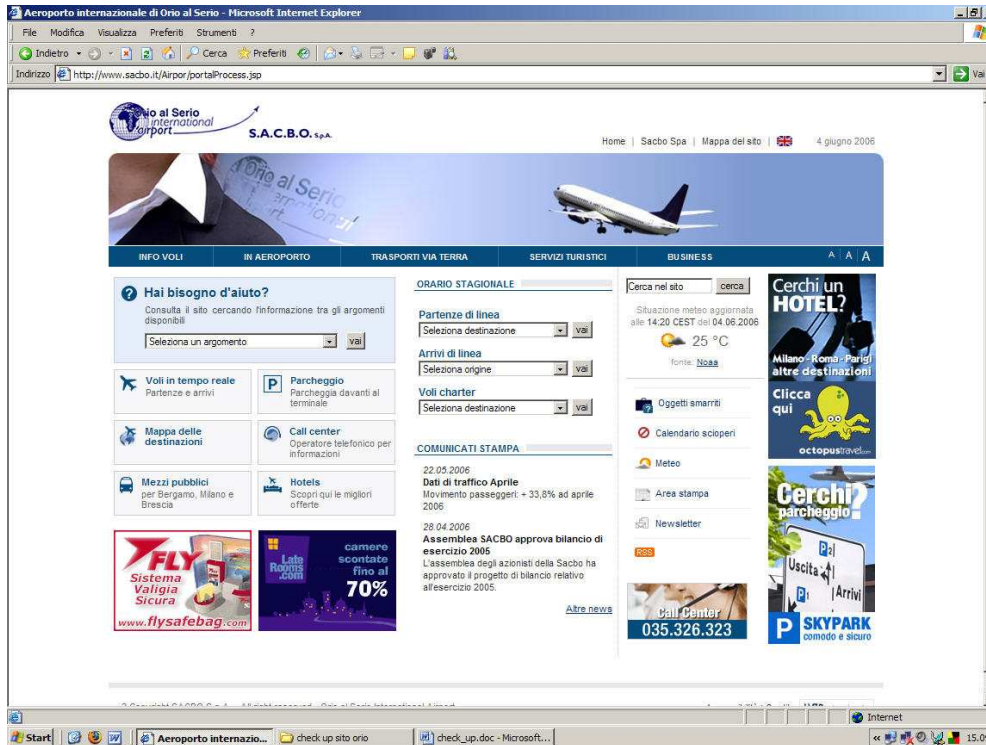 Aeroporto internazionale di Orio al Serio - Microsoft Internet Explorer
File Modifica Visualizza Preferiti Strumenti ?
Indietro Cerca Preferiti
Indirizzo http://www.sacbo.it/Airpor/portalProcess.jsp Vai
Orio al Serio
international
airport
S.A.C.B.O. S.p.A.
Home | Sacbo Spa | Mappa del sito | 4 giugno 2006
Orio al Serio
INFO VOLI IN AEROPORTO TRASPORTI VIA TERRA SERVIZI TURISTICI BUSINESS A | A | A
Hai bisogno d'aiuto?
Consulta il sito cercando l'informazione tra gli argomenti
disponibili
Seleziona un argomento vai
Voli in tempo reale
Partenze e arrivi
Parcheggio
Parcheggia davanti al
terminale
Mappa delle
destinazioni
Call center
Operatore telefonico per
informazioni
Mezzi pubblici
per Bergamo, Milano e
Brescia
Hotels
Scopri qui le migliori
offerte
FLY
Sistema
Valigia
Sicura
www.flysafebag.com
Late
Rooms
.com
camere
scontate
fino al
70%
ORARIO STAGIONALE
Partenze di linea
Seleziona destinazione vai
Arrivi di linea
Seleziona origine vai
Voli charter
Seleziona destinazione vai
COMUNICATI STAMPA
22.05.2006
Dati di traffico Aprile
Movimento passeggeri: + 33,8% ad aprile
2006
28.04.2006
Assemblea SACBO approva bilancio di
esercizio 2005
L'assemblea degli azionisti della Sacbo ha
approvato il progetto di bilancio relativo
all'esercizio 2005.
Altre news
Cerca nel sito cerca
Situazione meteo aggiornata
alle 14:20 CEST del 04.06.2006
25 °C
fonte: Noaa
Oggetti smarriti
Calendario scioperi
Meteo
Area stampa
Newsletter
RSS
Call Center
035.326.323
Cerchi un
HOTEL?
Milano - Roma - Parigi
altre destinazioni
Clicca
qui
octopustravel.com
Cerchi
parcheggio?
P2
Uscita
P1 Arrivi
P SKYPARK
comodo e sicuro
Internet
Start Aeroporto internazio... check up sito orio check_up.doc - Microsoft...